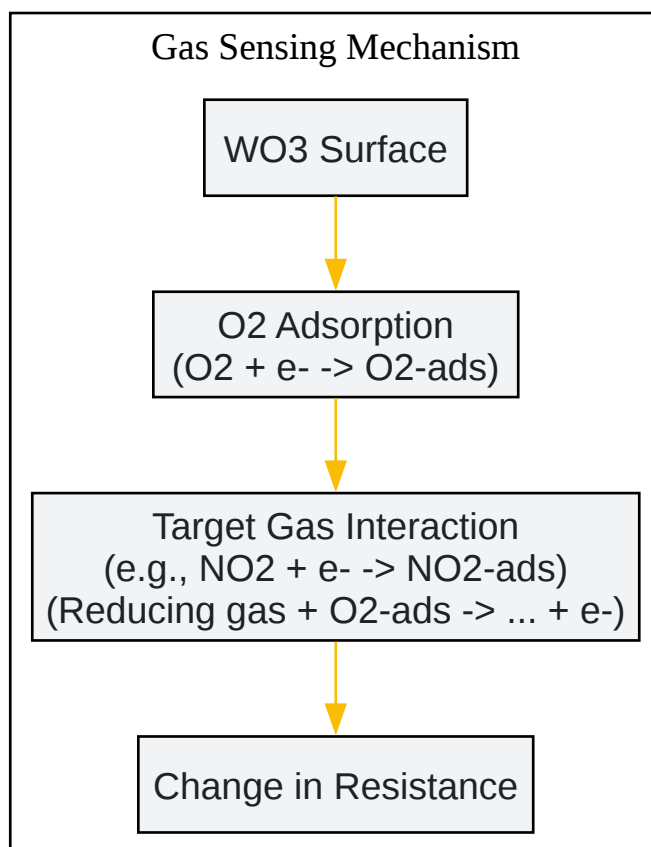 Gas Sensing Mechanism
WO3 Surface
O2 Adsorption
(O2 + e- -> O2-ads)
Target Gas Interaction
(e.g., NO2 + e- -> NO2-ads)
(Reducing gas + O2-ads -> ... + e-)
Change in Resistance